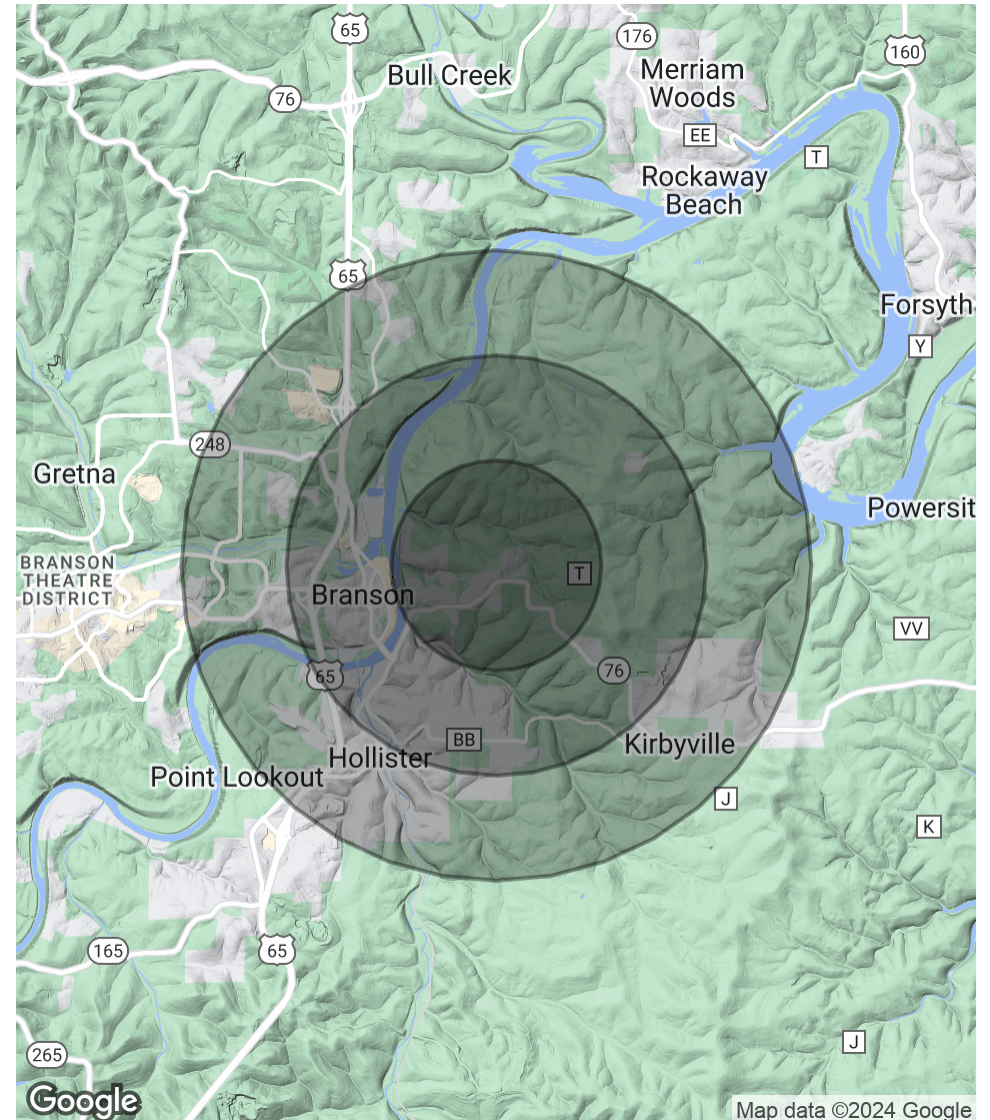 65
176
160
Bull Creek
Merriam
Woods
76
EE
T
Rockaway
Beach
65
Forsyth
Y
248
Gretna
Powersit
BRANSON
THEATRE
DISTRICT
T
Branson
VV
76
65
BB
Kirbyville
Hollister
Point Lookout
J
K
165
65
J
265
Google
Map data ©2024 Google